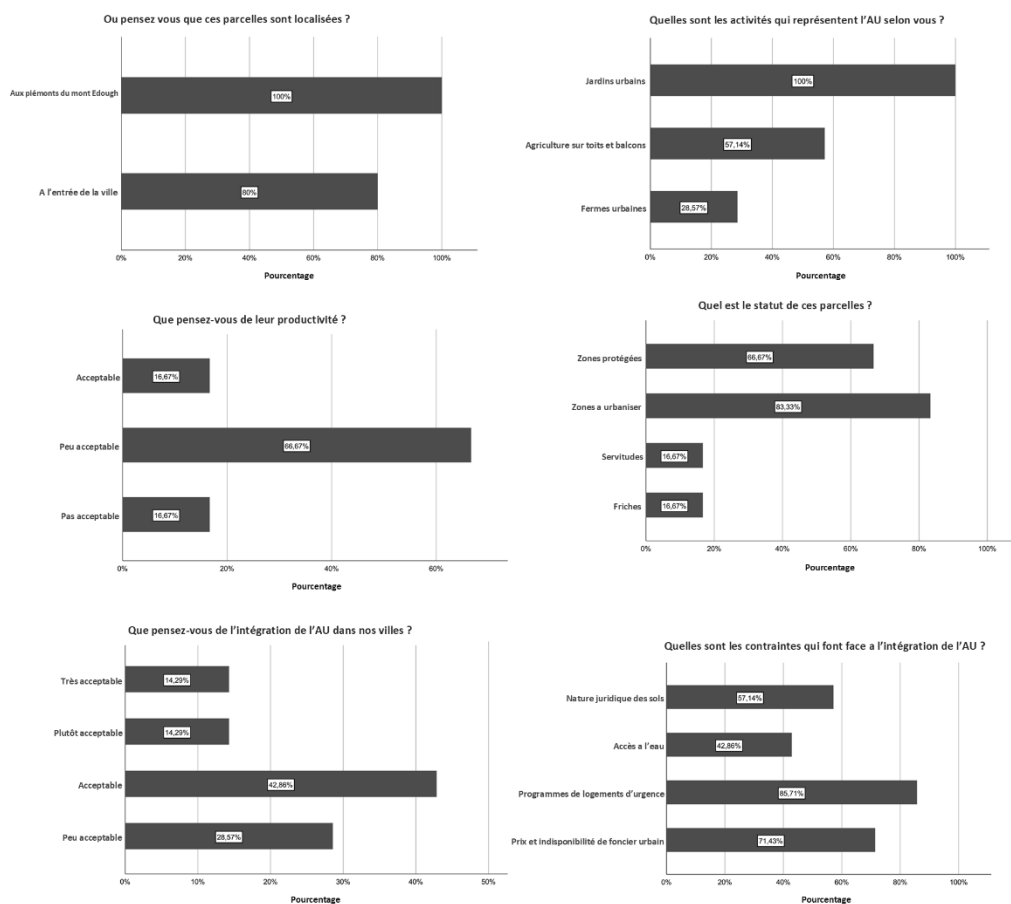 Ou pensez vous que ces parcelles sont localisées ?
Aux piémonts du mont Edough
100%
A l'entrée de la ville
80%
0% 20% 40% 60% 80% 100%
Pourcentage
Quelles sont les activités qui représentent l'AU selon vous ?
Jardins urbains
100%
Agriculture sur toits et balcons
57,14%
Fermes urbaines
28,57%
0% 20% 40% 60% 80% 100%
Pourcentage
Que pensez-vous de leur productivité ?
Acceptable
16,67%
Peu acceptable
66,67%
Pas acceptable
16,67%
0% 20% 40% 60%
Pourcentage
Quel est le statut de ces parcelles ?
Zones protégées
66,67%
Zones a urbaniser
83,33%
Servitudes
16,67%
Friches
16,67%
0% 20% 40% 60% 80% 100%
Pourcentage
Que pensez-vous de l'intégration de l'AU dans nos villes ?
Très acceptable
14,29%
Plutôt acceptable
14,29%
Acceptable
42,86%
Peu acceptable
28,57%
0% 10% 20% 30% 40% 50%
Pourcentage
Quelles sont les contraintes qui font face a l'intégration de l'AU ?
Nature juridique des sols
57,14%
Accès a l'eau
42,86%
Programmes de logements d'urgence
85,71%
Prix et indisponibilité de foncier urbain
71,43%
0% 20% 40% 60% 80% 100%
Pourcentage